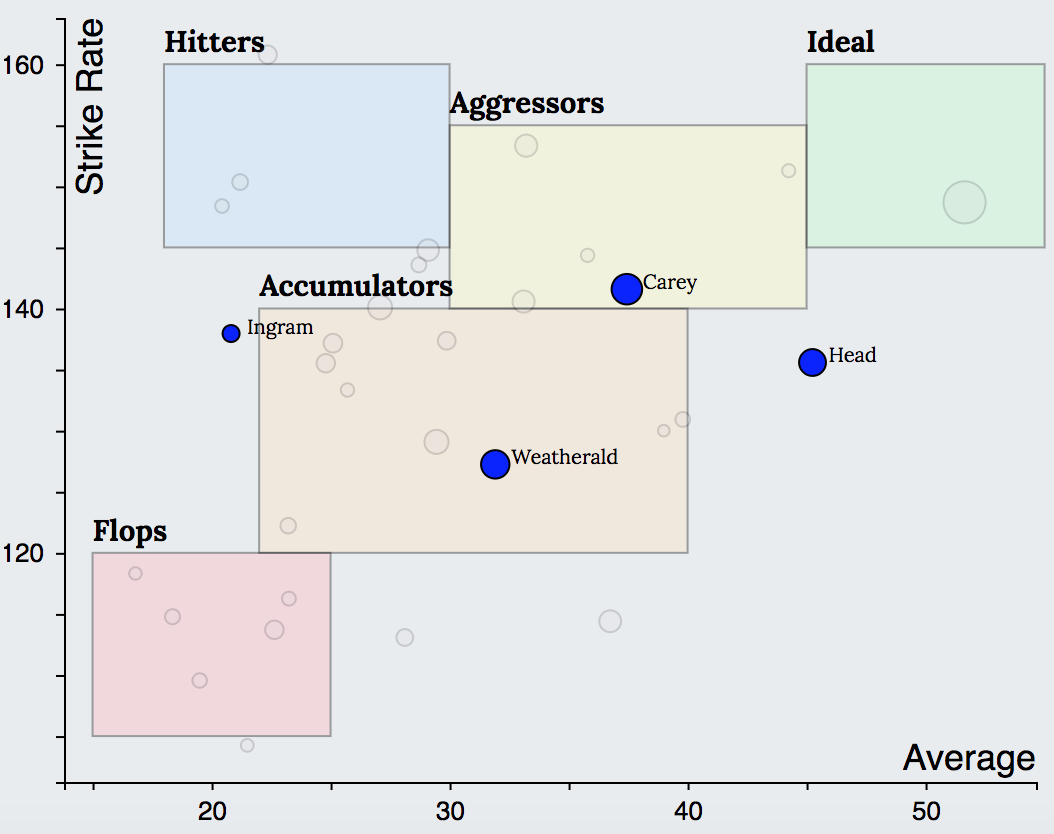 Hitters
Ideal
Strike Rate
160
Aggressors
Carey
Accumulators
140
Ingram
Head
Weatherald
Flops
120
Average
20
30
40
50